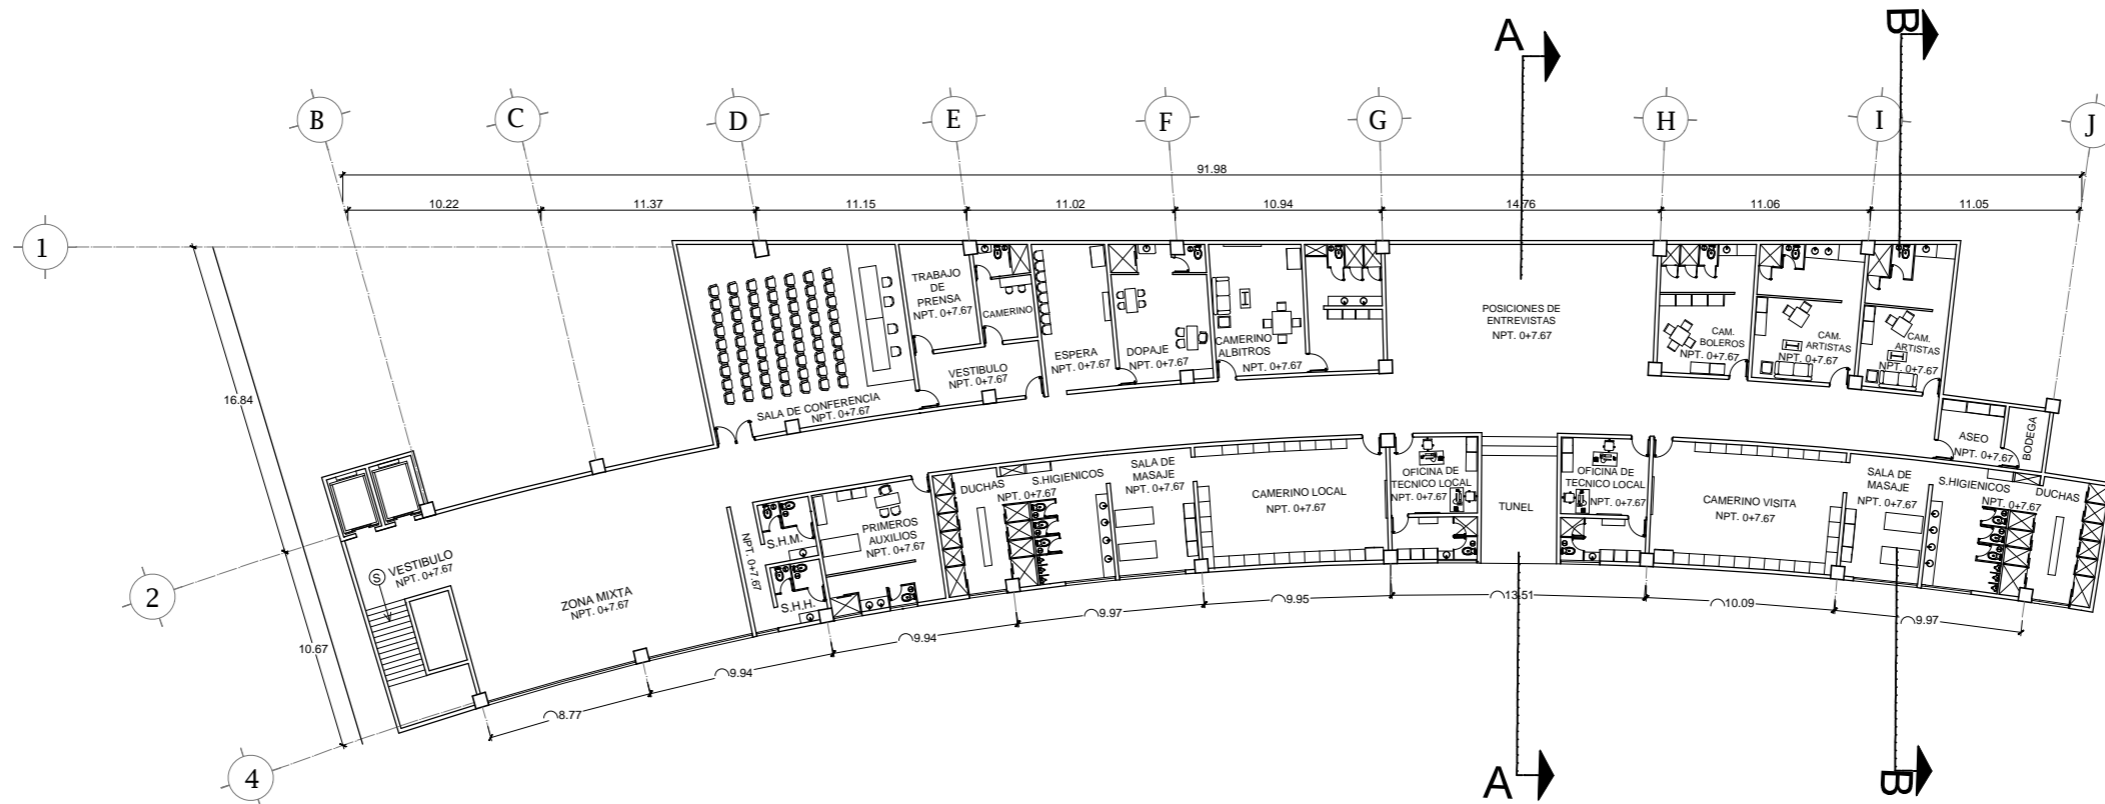 A
B
B
C
D
E
F
G
H
I
J
91.98
10.22
11.37
11.15
11.02
10.94
14.76
11.06
11.05
1
16.84
2
10.67
4
TRABAJO
DE
PRENSA
NPT. 0+7.67
CAMERINO
SALA DE CONFERENCIA
NPT. 0+7.67
VESTIBULO
NPT. 0+7.67
ESPERA
NPT. 0+7.67
DOPAJE
NPT. 0+7.67
CAMERINO
ALBITROS
NPT. 0+7.67
POSICIONES DE
ENTREVISTAS
NPT. 0+7.67
CAM.
BOLEROS
NPT. 0+7.67
CAM.
ARTISTAS
NPT. 0+7.67
CAM.
ARTISTAS
NPT. 0+7.67
ASEO
NPT. 0+7.67
BODEGA
S
VESTIBULO
NPT. 0+7.67
ZONA MIXTA
NPT. 0+7.67
NPT. 0+7.67
S.H.M.
S.H.H.
PRIMEROS
AUXILIOS
NPT. 0+7.67
DUCHAS
S.HIGIENICOS
NPT. 0+7.67
SALA DE
MASAJE
NPT. 0+7.67
CAMERINO LOCAL
NPT. 0+7.67
OFICINA DE
TECNICO LOCAL
NPT. 0+7.67
TUNEL
OFICINA DE
TECNICO LOCAL
NPT. 0+7.67
CAMERINO VISITA
NPT. 0+7.67
SALA DE
MASAJE
NPT. 0+7.67
S.HIGIENICOS
NPT. 0+7.67
DUCHAS
8.77
9.94
9.94
9.97
9.95
13.51
10.09
9.97
A
B